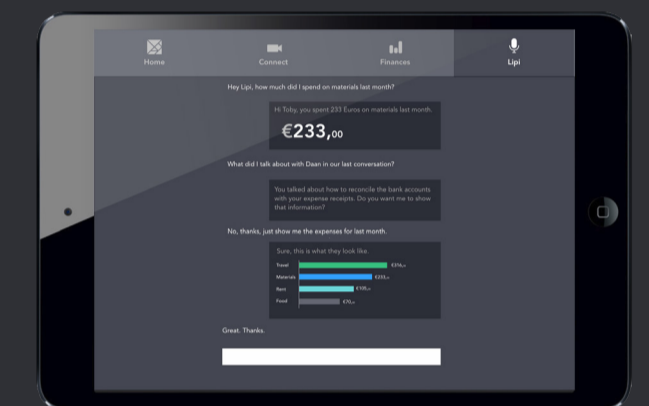 Home
Connect
Finances
Lipi
Hey Lipi, how much did I spend on materials last month?
Hi Toby, you spent 233 Euros on materials last month.
€233,00
What did I talk about with Daan in our last conversation?
You talked about how to reconcile the bank accounts
with your expense receipts. Do you want me to show
that information?
No, thanks, just show me the expenses for last month.
Sure, this is what they look like
Travel
Materials €233,-
Food €70,-
Great. Thanks.